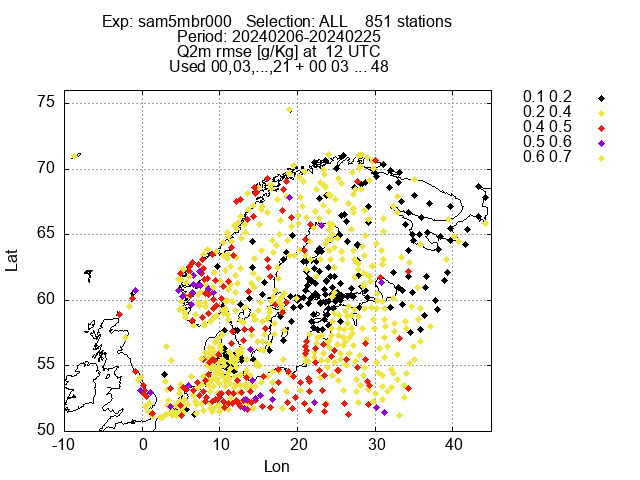 Exp: sam5mbr000 Selection: ALL 851 stations
Period: 20240206-20240225
Q2m rmse [g/Kg] at 12 UTC
Used 00,03,...,21 + 00 03 ... 48
0.1 0.2
0.2 0.4
0.4 0.5
0.5 0.6
0.6 0.7
75
70
65
60
55
50
Lat
-10 0 10 20 30 40
Lon